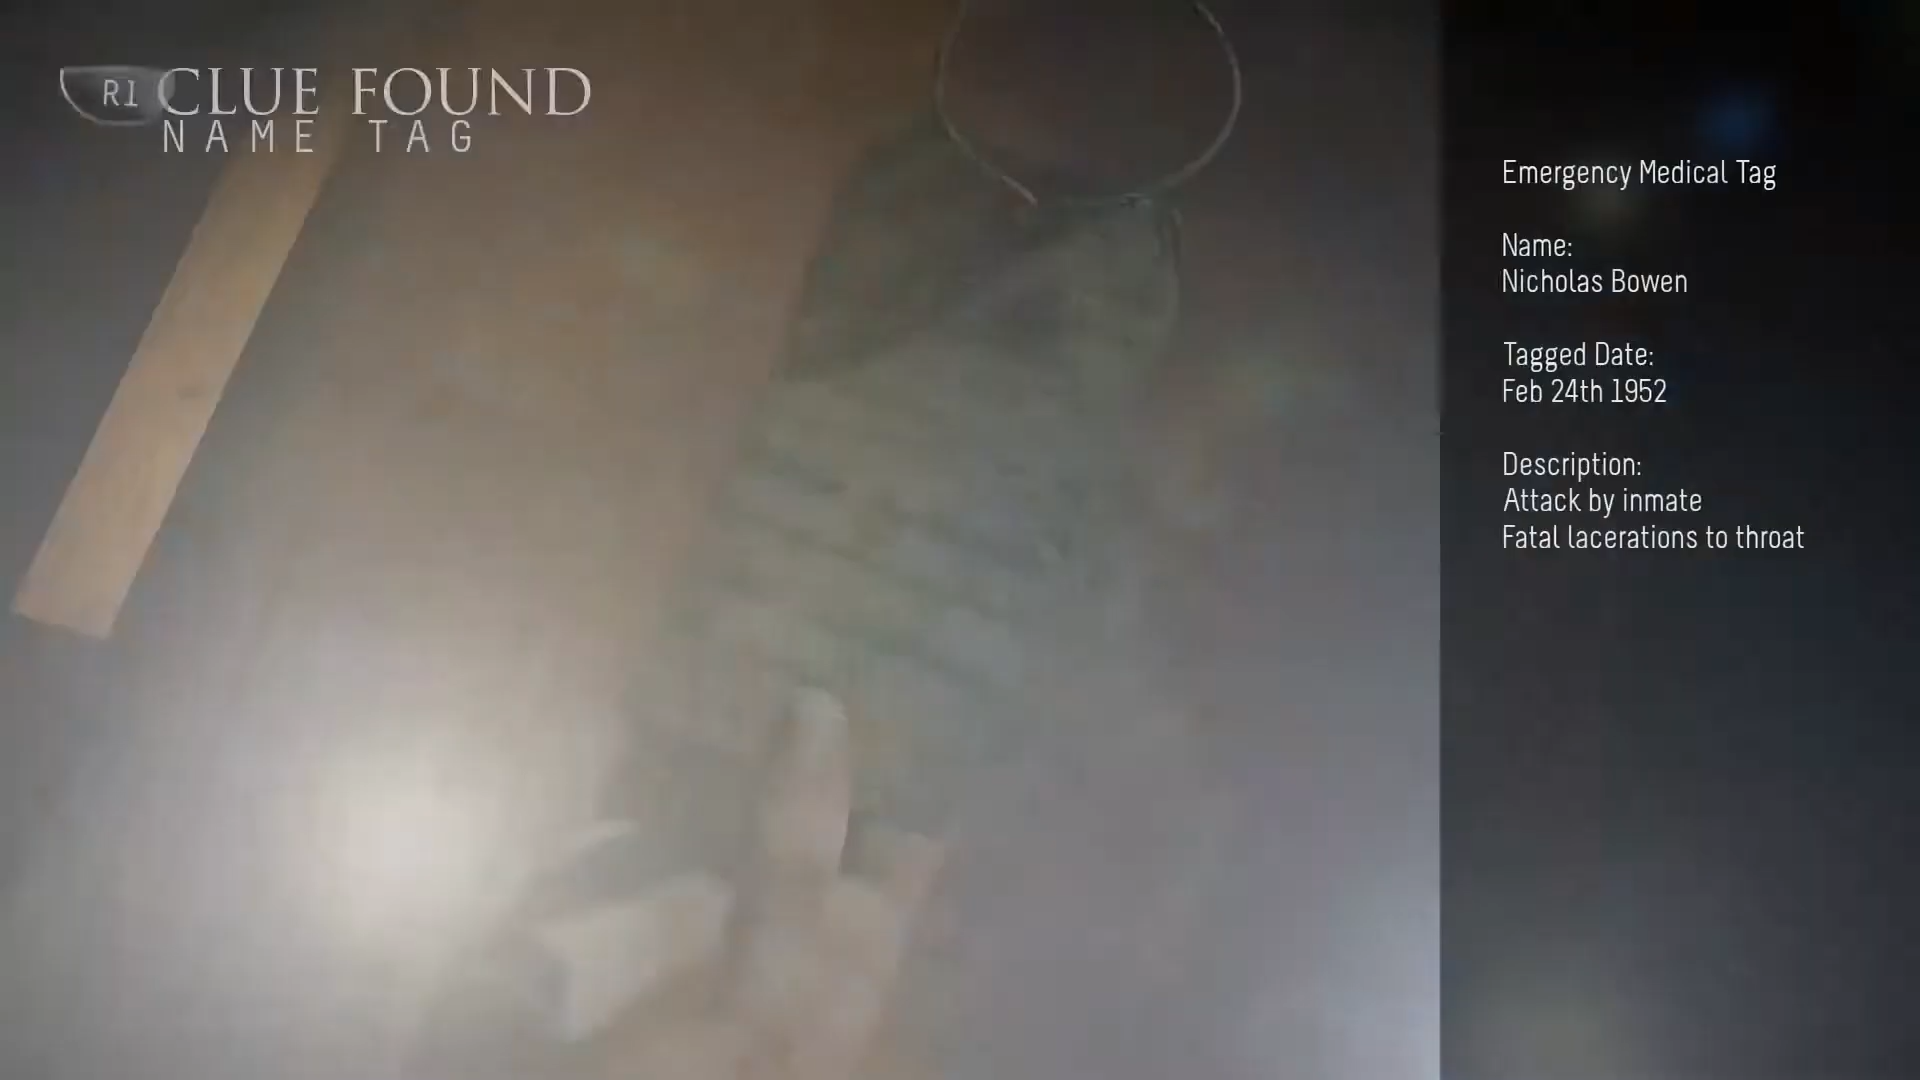 R1
CLUE FOUND
NAME TAG
Emergency Medical Tag
Name:
Nicholas Bowen
Tagged Date:
Feb 24th 1952
Description:
Attack by inmate
Fatal lacerations to throat